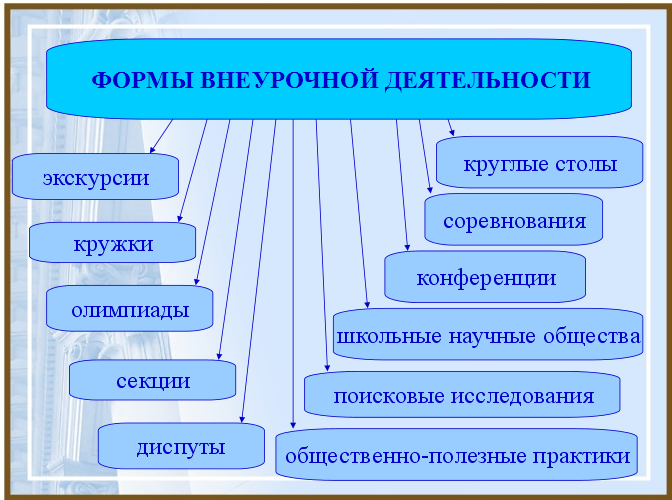 ФОРМЫ ВНЕУРОЧНОЙ ДЕЯТЕЛЬНОСТИ
экскурсии
кружки
олимпиады
секции
диспуты
круглые столы
соревнования
конференции
школьные научные общества
поисковые исследования
общественно-полезные практики